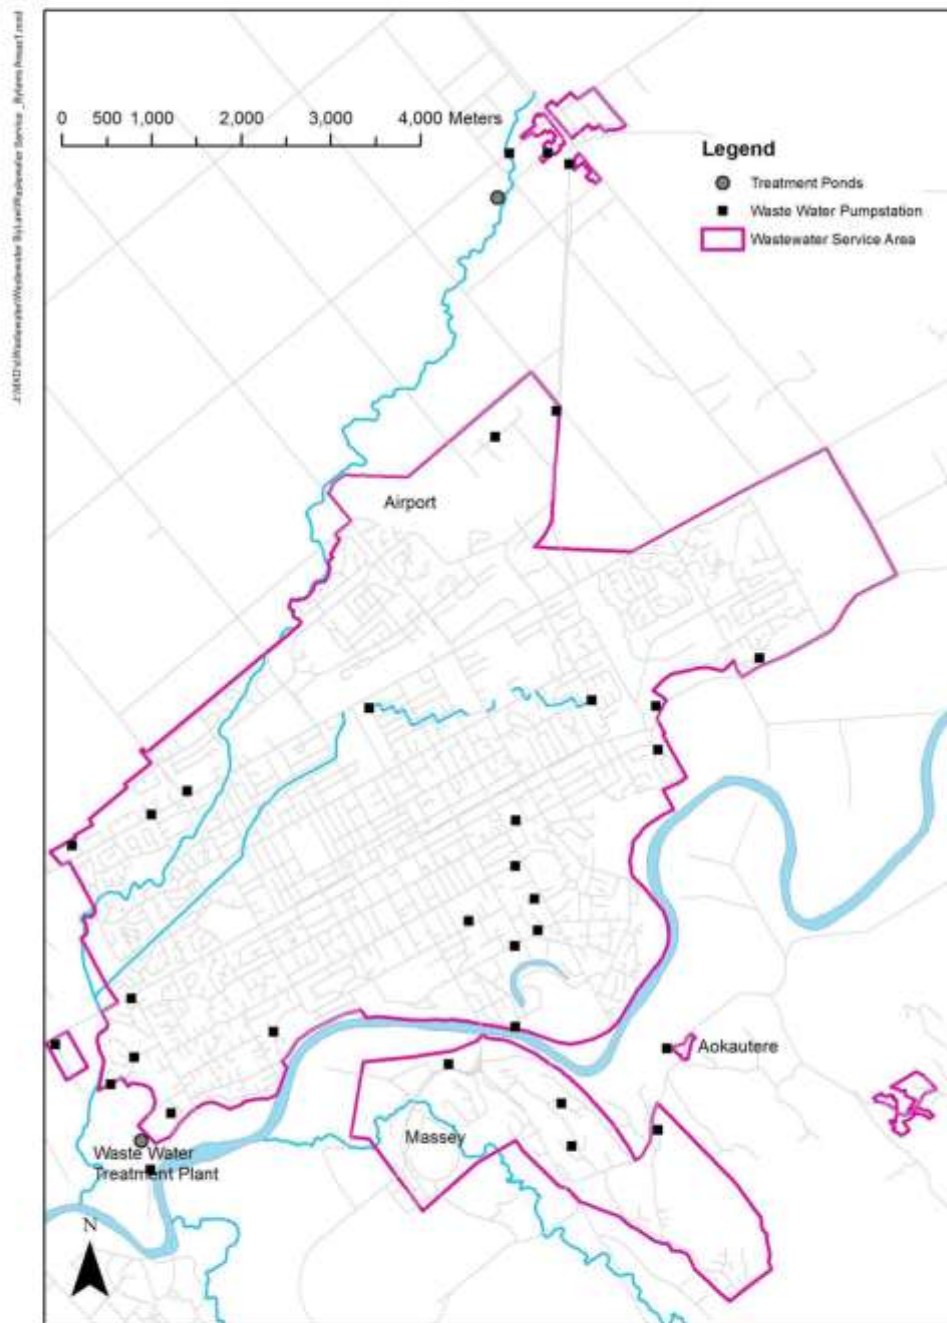 0 500 1,000 2,000 3,000 4,000 Meters
Legend
Treatment Ponds
Waste Water Pumpstation
Wastewater Service Area
Airport
Aokautere
Massey
Waste Water
Treatment Plant
N